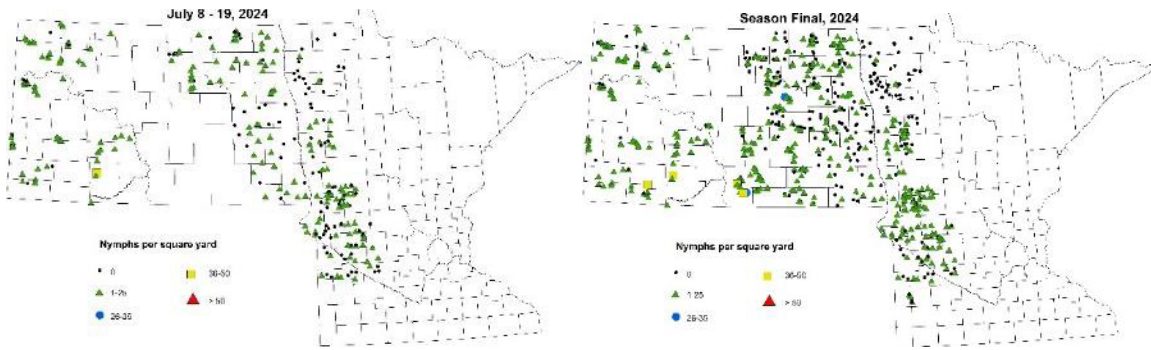 July 8 - 19, 2024
Nymphs per square yard
0
1-25
26-35
36-50
> 50
Season Final, 2024
Nymphs per square yard
0
1-25
26-35
36-50
> 50